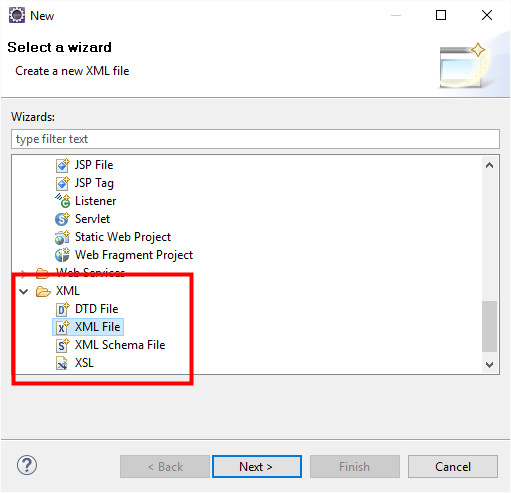 New
Select a wizard
Create a new XML file
Wizards:
type filter text
JSP File
JSP Tag
Listener
Servlet
Static Web Project
Web Fragment Project
Web Services
XML
DTD File
XML File
XML Schema File
XSL
?
< Back
Next >
Finish
Cancel